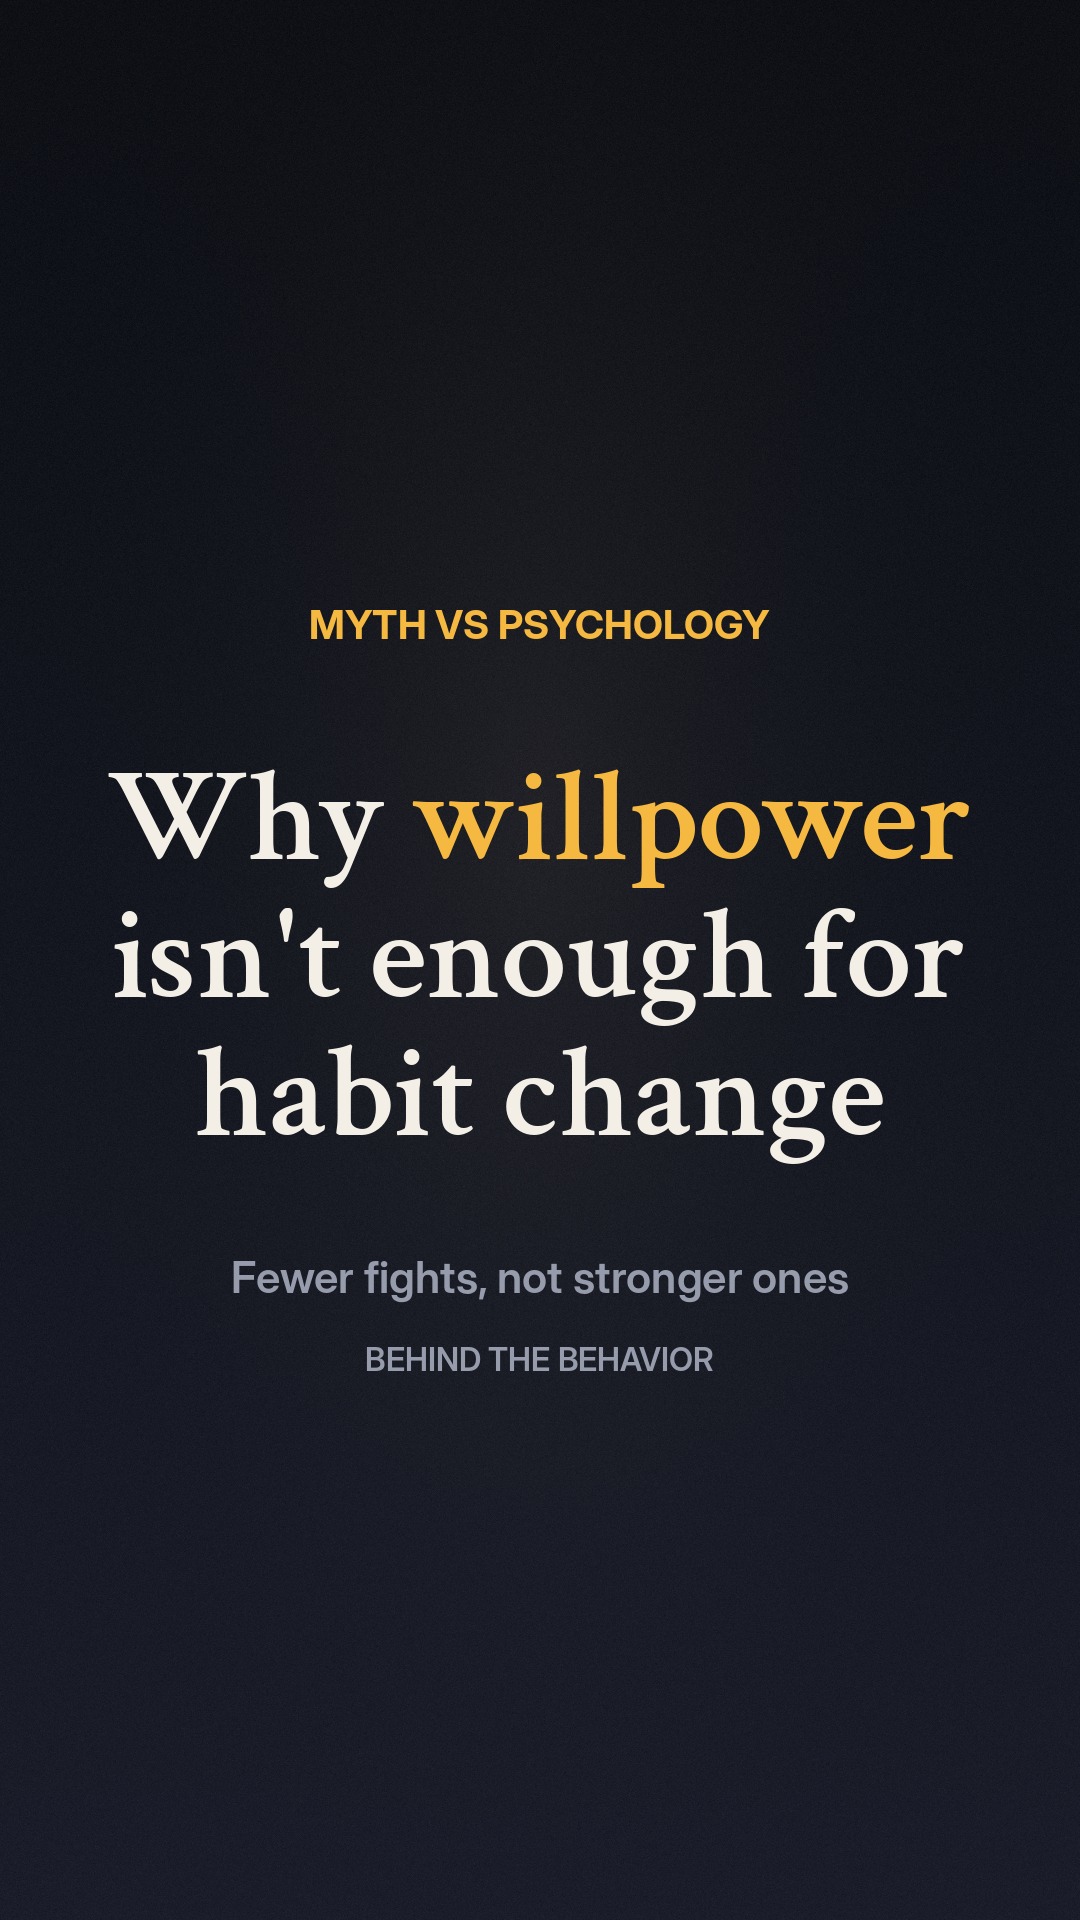 MYTH VS PSYCHOLOGY
Why willpower
isn't enough for
habit change
Fewer fights, not stronger ones
BEHIND THE BEHAVIOR